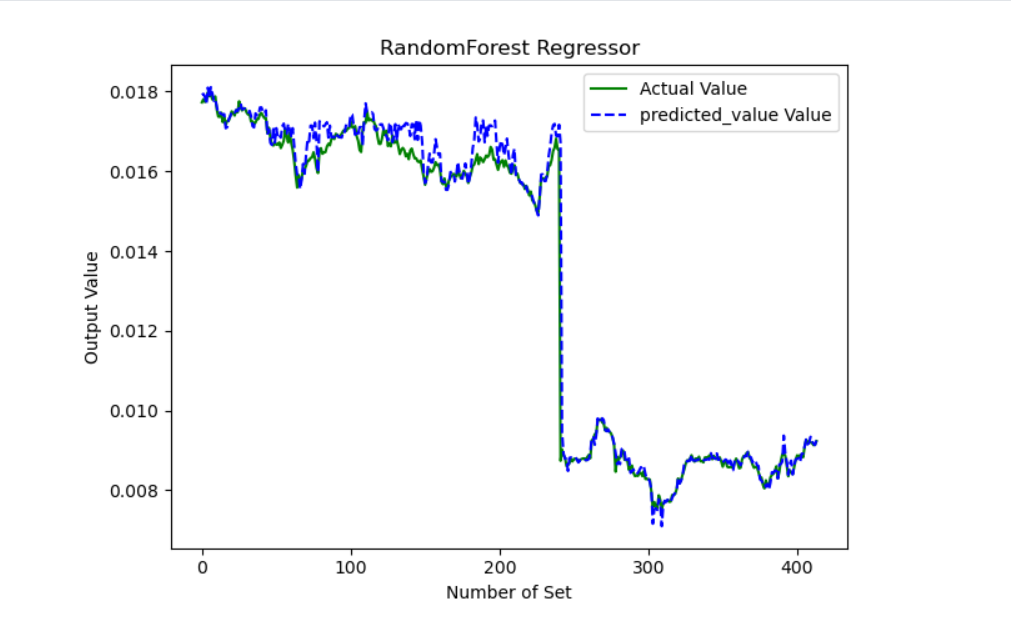 RandomForest Regressor
Actual Value
predicted_value Value
Output Value
0.018
0.016
0.014
0.012
0.010
0.008
0 100 200 300 400
Number of Set